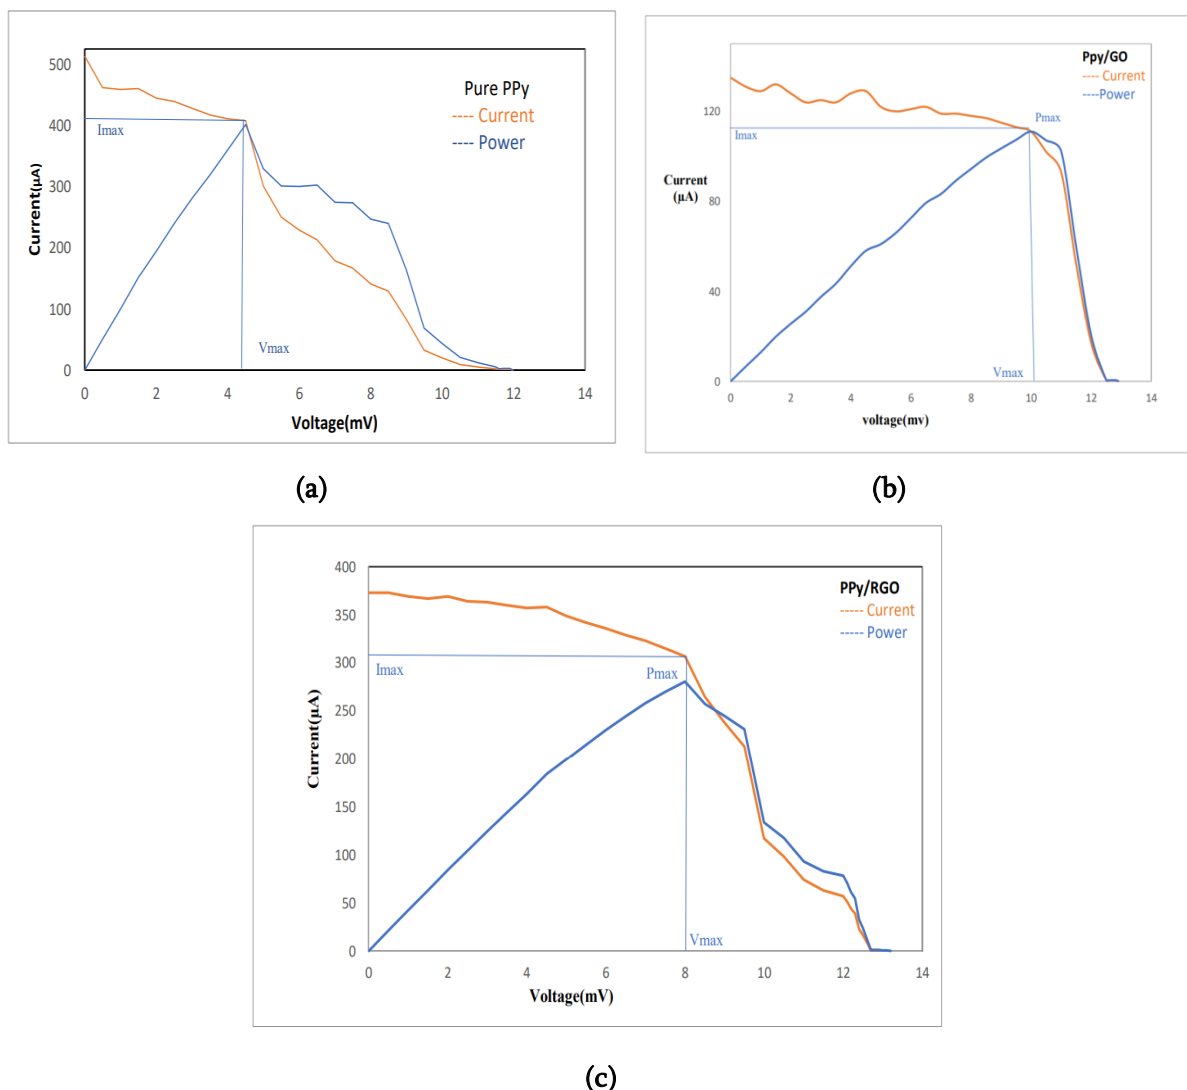 500
400
300
200
100
0
Current(µA)
Imax
Vmax
Pure PPy
---- Current
---- Power
0 2 4 6 8 10 12 14
Voltage(mV)
(a)
120
80
40
0
Current
(µA)
Imax
Pmax
Vmax
Ppy/GO
---- Current
----Power
0 2 4 6 8 10 12 14
voltage(mv)
(b)
400
350
300
250
200
150
100
50
0
Current(µA)
Imax
Pmax
Vmax
PPy/RGO
----- Current
----- Power
0 2 4 6 8 10 12 14
Voltage(mV)
(c)